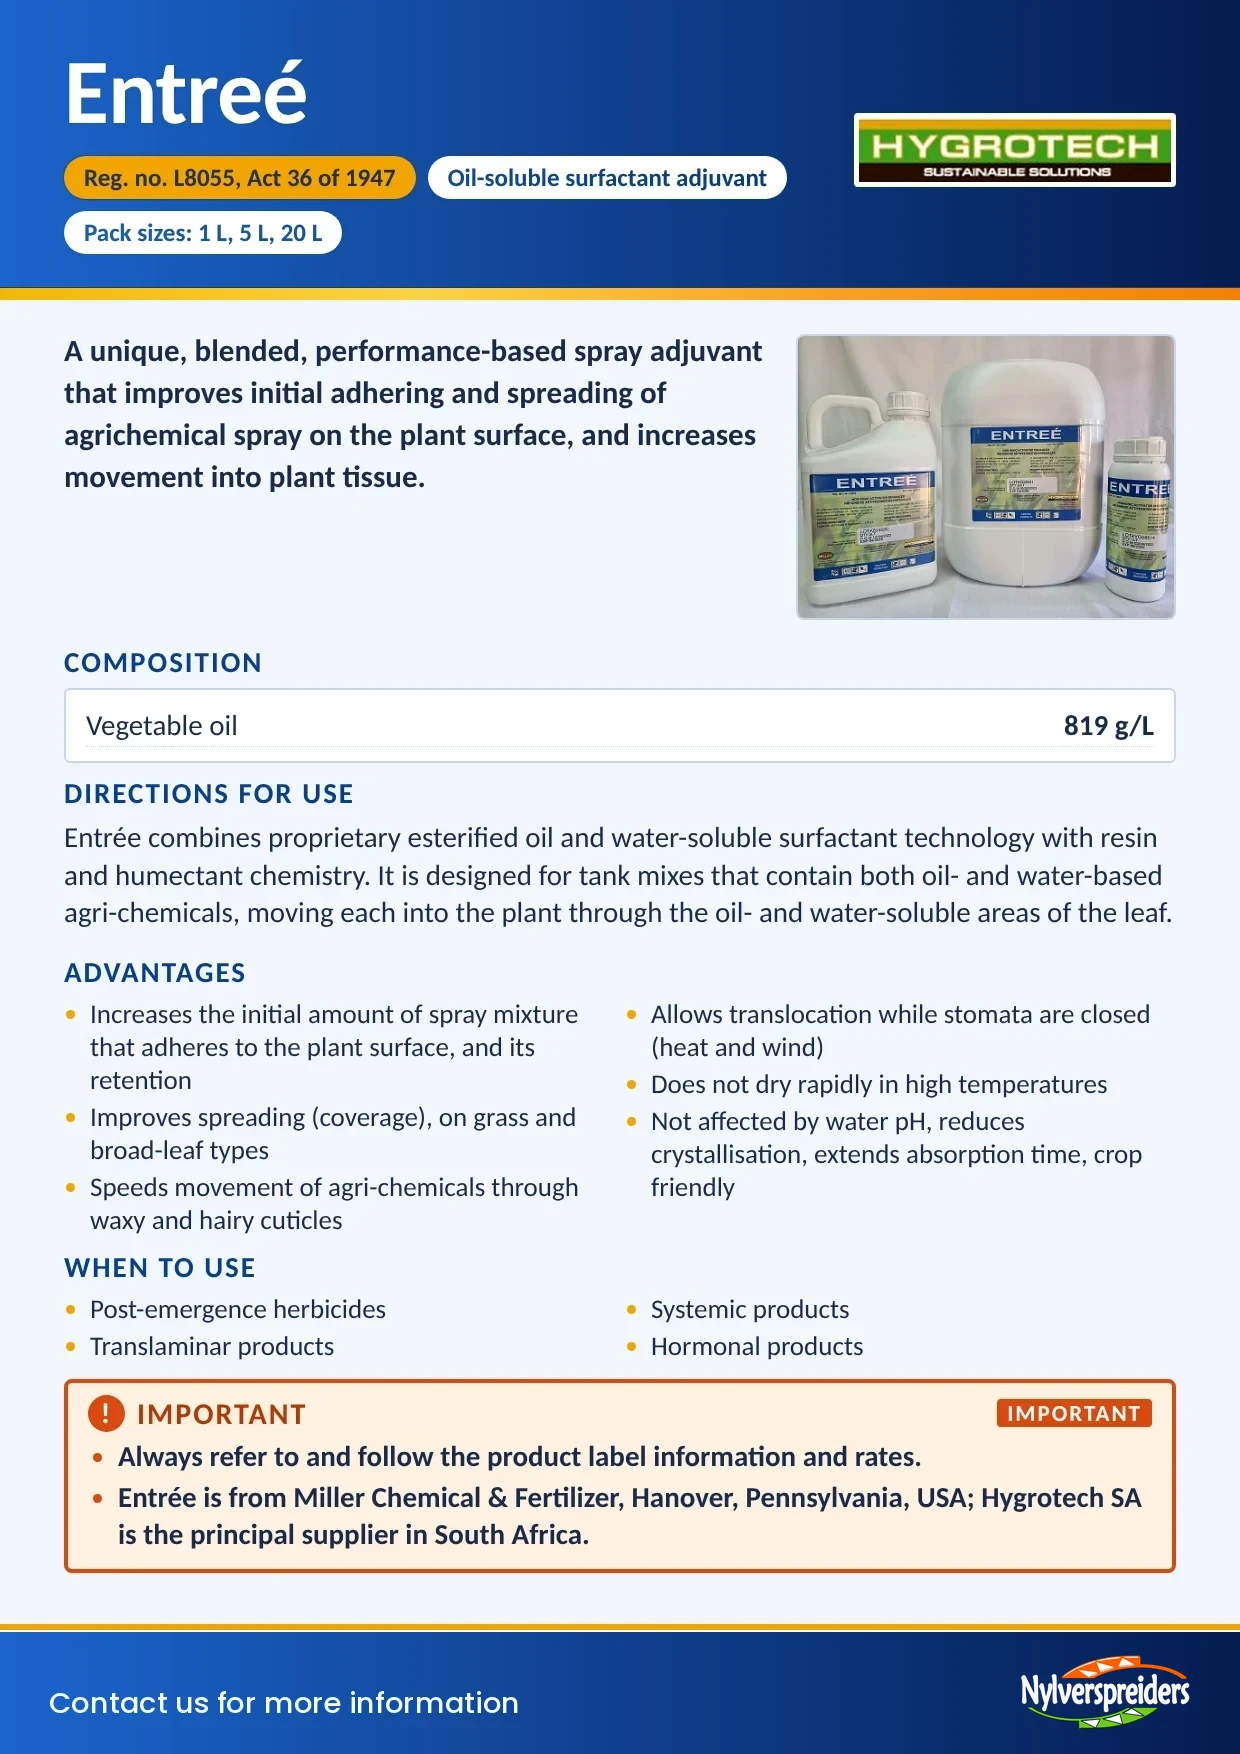 Entreé
Reg. no. L8055, Act 36 of 1947
Oil-soluble surfactant adjuvant
Pack sizes: 1 L, 5 L, 20 L
HYGROTECH
SUSTAINABLE SOLUTIONS
A unique, blended, performance-based spray adjuvant
that improves initial adhering and spreading of
agrichemical spray on the plant surface, and increases
movement into plant tissue.
ENTREÉ
ENTREÉ
ENTRE
COMPOSITION
Vegetable oil 819 g/L
DIRECTIONS FOR USE
Entrée combines proprietary esterified oil and water-soluble surfactant technology with resin
and humectant chemistry. It is designed for tank mixes that contain both oil- and water-based
agri-chemicals, moving each into the plant through the oil- and water-soluble areas of the leaf.
ADVANTAGES
• Increases the initial amount of spray mixture
that adheres to the plant surface, and its
retention
• Improves spreading (coverage), on grass and
broad-leaf types
• Speeds movement of agri-chemicals through
waxy and hairy cuticles
• Allows translocation while stomata are closed
(heat and wind)
• Does not dry rapidly in high temperatures
• Not affected by water pH, reduces
crystallisation, extends absorption time, crop
friendly
WHEN TO USE
• Post-emergence herbicides
• Translaminar products
• Systemic products
• Hormonal products
! IMPORTANT
IMPORTANT
• Always refer to and follow the product label information and rates.
• Entrée is from Miller Chemical & Fertilizer, Hanover, Pennsylvania, USA; Hygrotech SA
is the principal supplier in South Africa.
Contact us for more information
Nylverspreiders